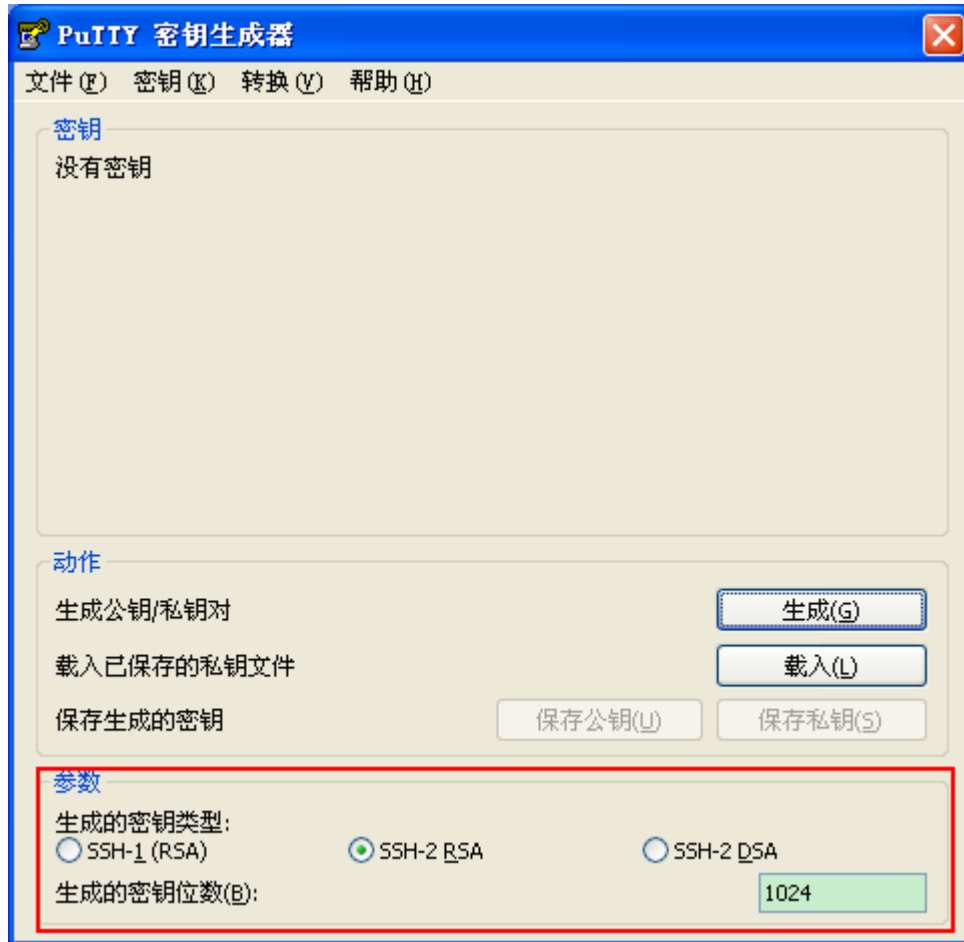 PuTTY 密钥生成器
文件(F) 密钥(K) 转换(V) 帮助(H)
密钥
没有密钥
动作
生成公钥/私钥对 生成(G)
载入已保存的私钥文件 载入(L)
保存生成的密钥 保存公钥(U) 保存私钥(S)
参数
生成的密钥类型:
SSH-1 (RSA) SSH-2 RSA SSH-2 DSA
生成的密钥位数(B): 1024